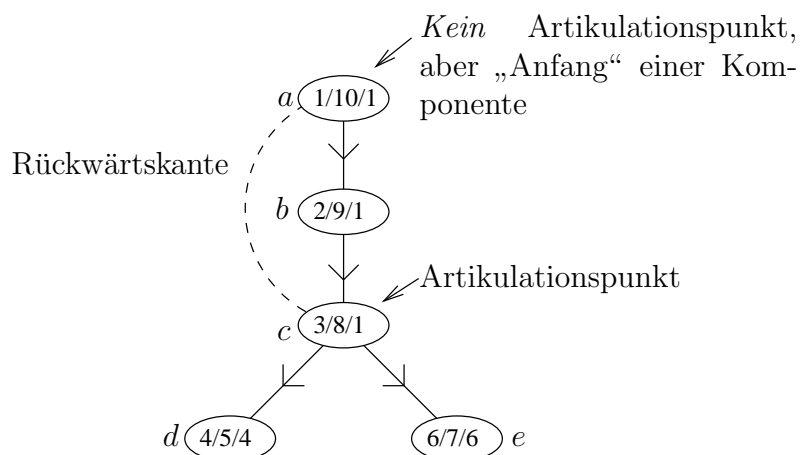 Kein Artikulationspunkt,
aber „Anfang“ einer Kom-
ponente
a 1/10/1
Rückwärtskante
b 2/9/1
Artikulationspunkt
c 3/8/1
d 4/5/4
6/7/6 e